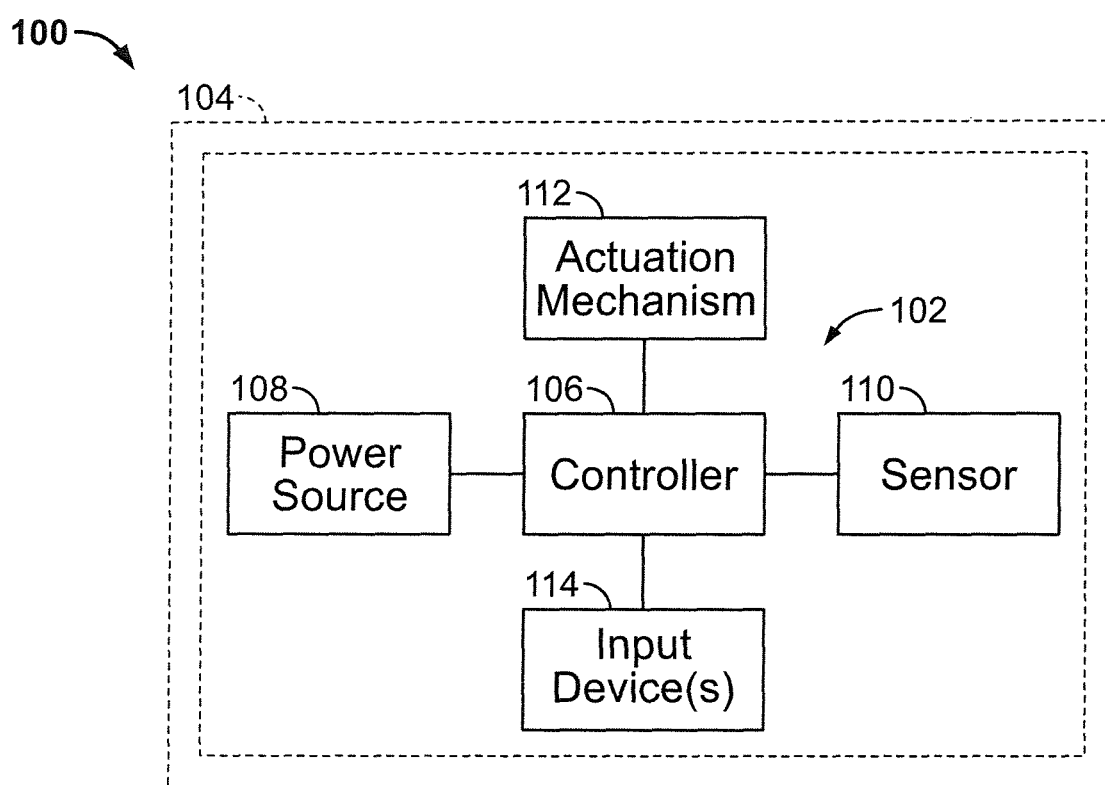 100
104
112
Actuation
Mechanism
102
108
106
110
Power
Source
Controller
Sensor
114
Input
Device(s)